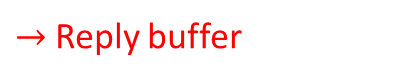 → Reply buffer